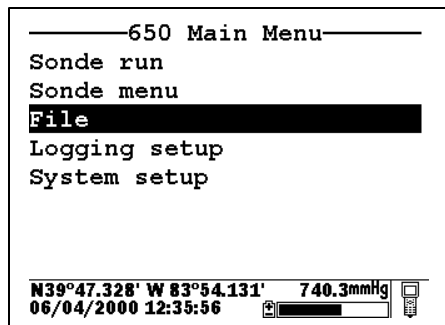 650 Main Menu
Sonde run
Sonde menu
File
Logging setup
System setup
N39°47.328' W 83°54.131' 740.3mmHg
06/04/2000 12:35:56